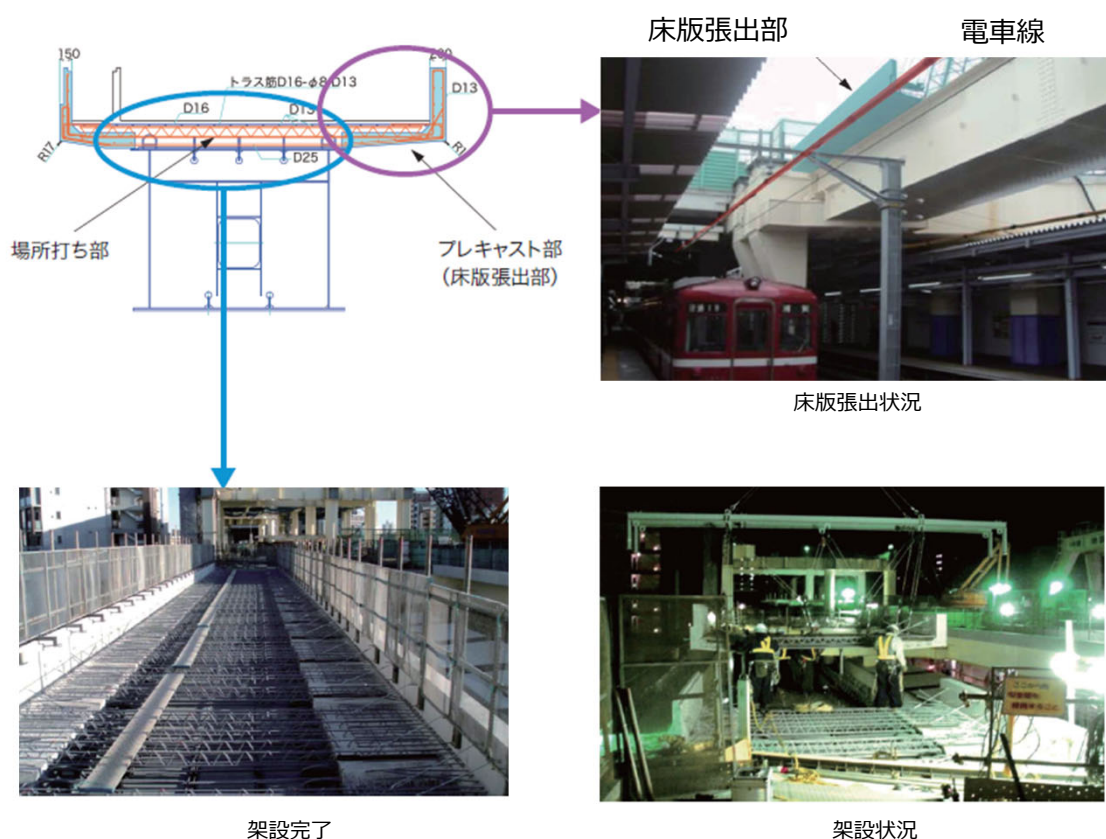 床版張出部
電車線
150
200
トラス筋D16-φ8-D13
D13
D16
D13
R17
D25
場所打ち部
プレキャスト部
(床版張出部)
床版張出状況
架設完了
架設状況